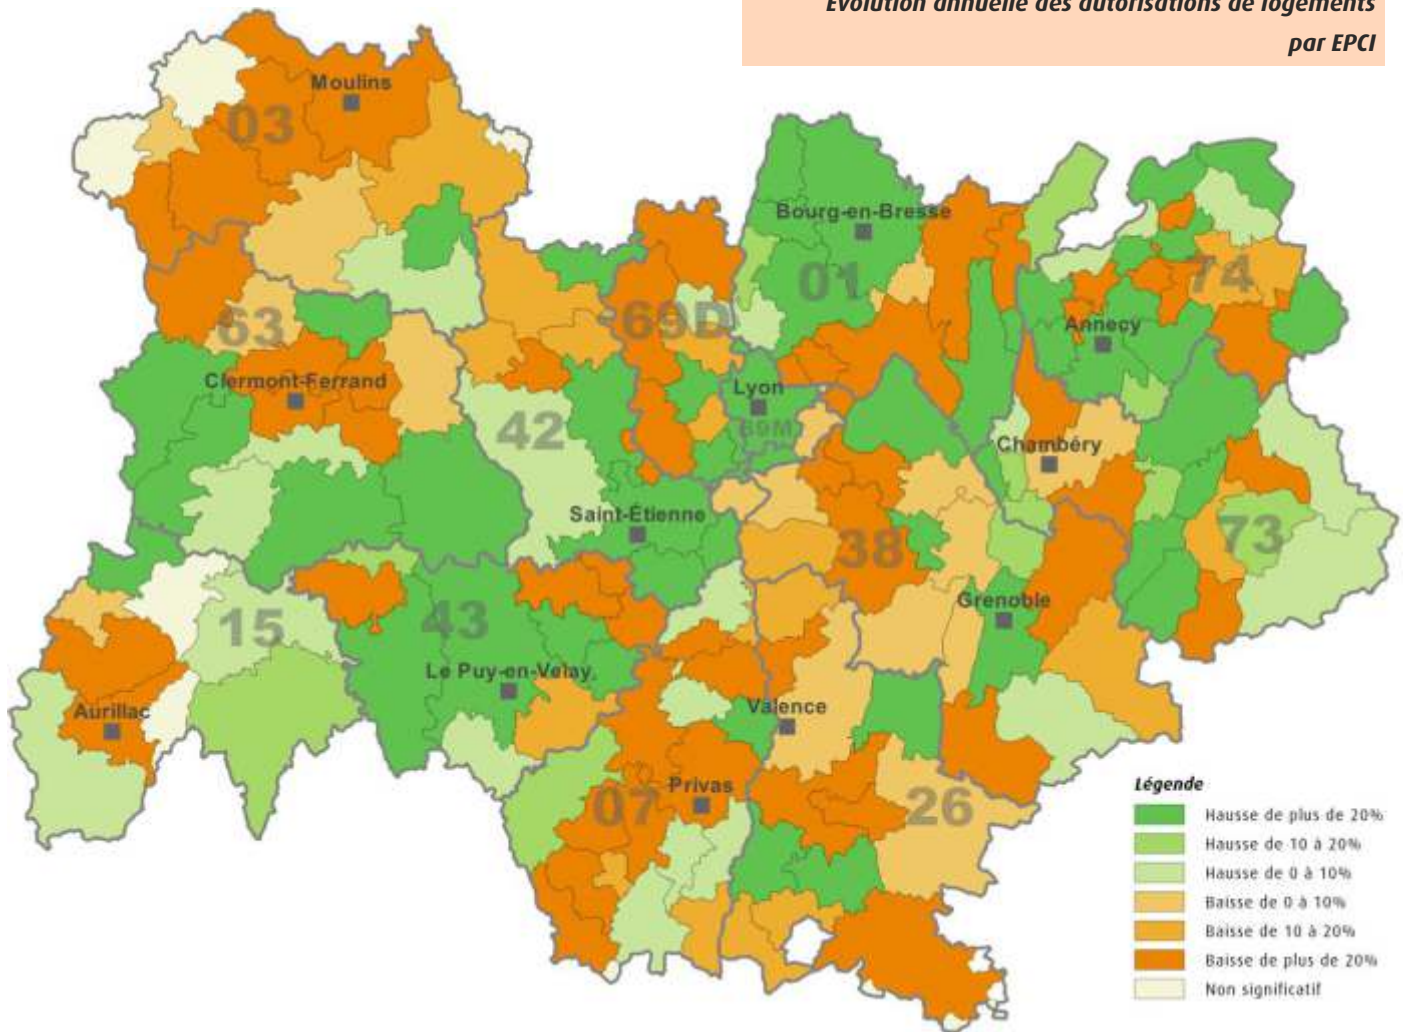 Evolution annuelle des autorisations de logements
par EPCI
Moulins
03
Bourg-en-Bresse
01
74
63
69D
Annecy
Clermont-Ferrand
Lyon
69M
42
Chambéry
Saint-Étienne
38
73
15
43
Grenoble
Le Puy-en-Velay
Aurillac
Valence
Privas
07
26
Légende
Hausse de plus de 20%
Hausse de 10 à 20%
Hausse de 0 à 10%
Baisse de 0 à 10%
Baisse de 10 à 20%
Baisse de plus de 20%
Non significatif